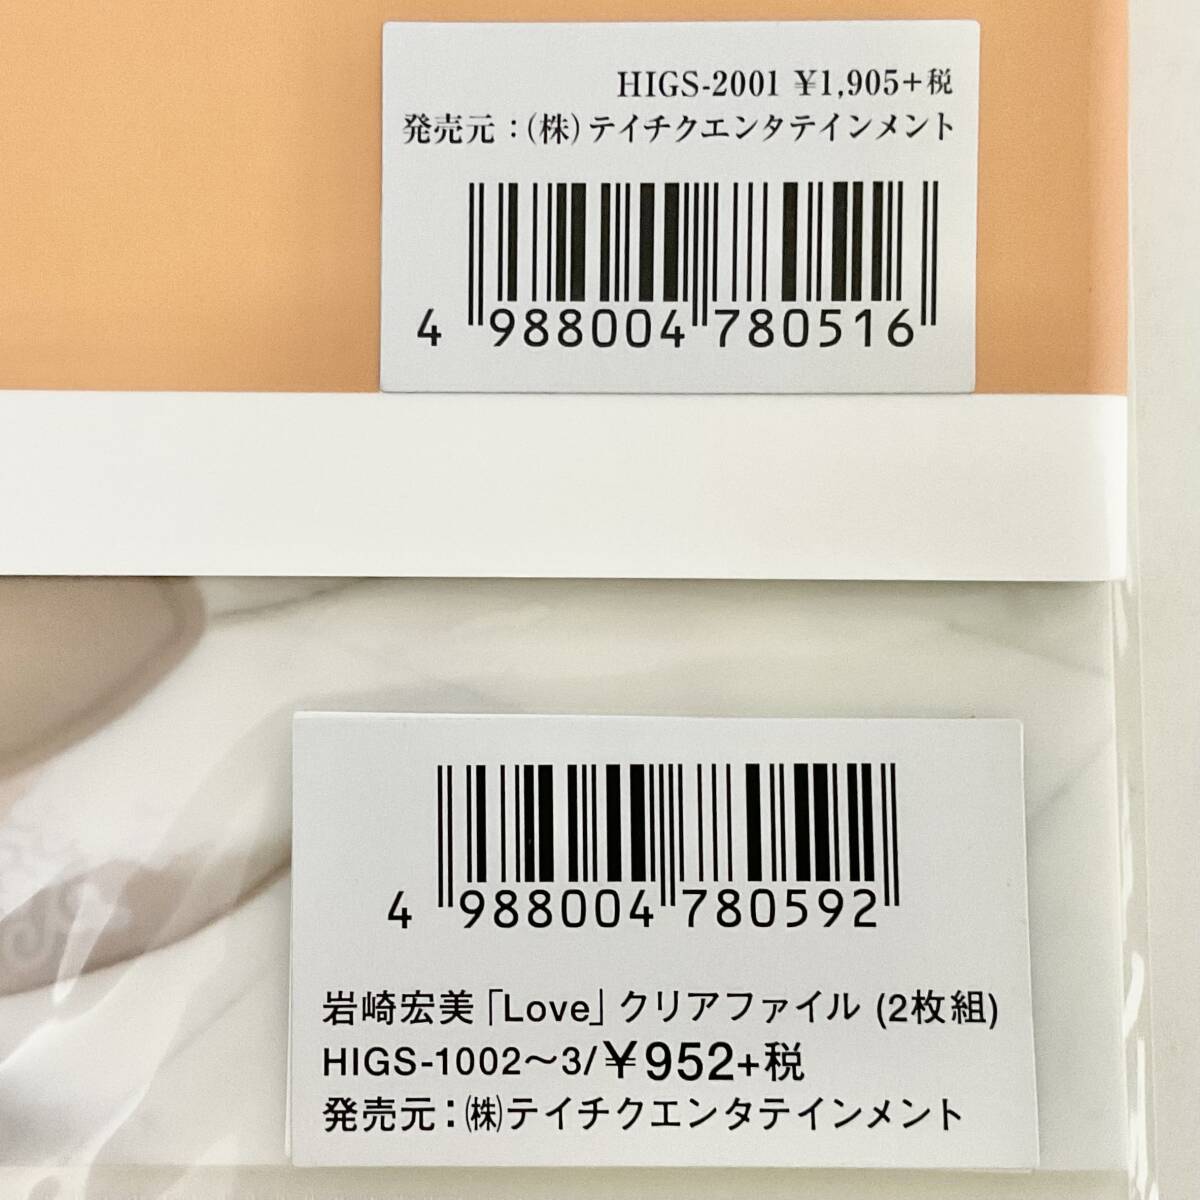 HIGS-2001 ¥1,905+税
発売元：(株)テイチクエンタテインメント
4 988004 780516
4 988004 780592
岩崎宏美「Love」クリアファイル (2枚組)
HIGS-1002〜3/¥952+税
発売元：㈱テイチクエンタテインメント